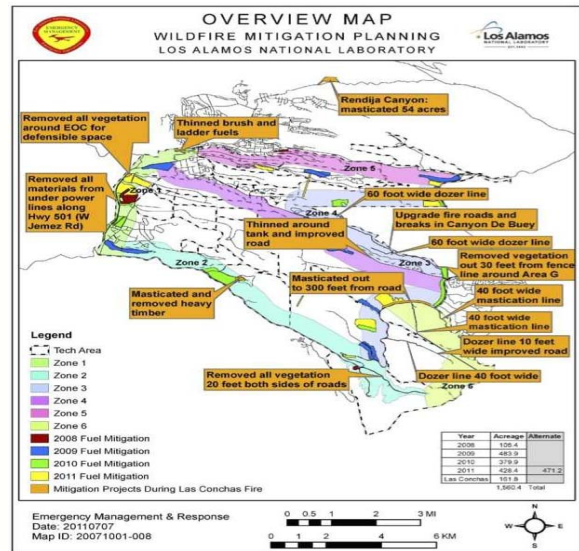 EMERGENCY
MANAGEMENT
OVERVIEW MAP
WILDFIRE MITIGATION PLANNING
LOS ALAMOS NATIONAL LABORATORY
Los Alamos
NATIONAL LABORATORY
Rendija Canyon:
masticated 54 acres
Removed all vegetation
around EOC for
defensible space
Thinned brush and
ladder fuels
Removed all
materials from
under power
lines along
Hwy 501 (W
Jemez Rd)
Zone 1
Zone 5
60 foot wide dozer line
Zone 4
Upgrade fire roads and
breaks in Canyon De Buey
Thinned around
tank and improved
road
60 foot wide dozer line
Zone 2
Zone 3
Removed vegetation
out 30 feet from fence
line around Area G
Masticated out
to 300 feet from road
Masticated and
removed heavy
timber
40 foot wide
mastication line
40 foot wide
mastication line
Dozer line 10 feet
wide improved road
Removed all vegetation
20 feet both sides of roads
Dozer line 40 foot wide
Zone 6
Legend
Tech Area
Zone 1
Zone 2
Zone 3
Zone 4
Zone 5
Zone 6
2008 Fuel Mitigation
2009 Fuel Mitigation
2010 Fuel Mitigation
2011 Fuel Mitigation
Mitigation Projects During Las Conchas Fire
Year Acreage Alternate
2008 106.4
2009 483.9
2010 379.9
2011 428.4 471.2
Las Conchas 161.8
1,560.4 Total
Emergency Management & Response
Date: 20110707
Map ID: 20071001-008
0 0.5 1 2 3 MI
0 1 2 4 6 KM
N
W E
S